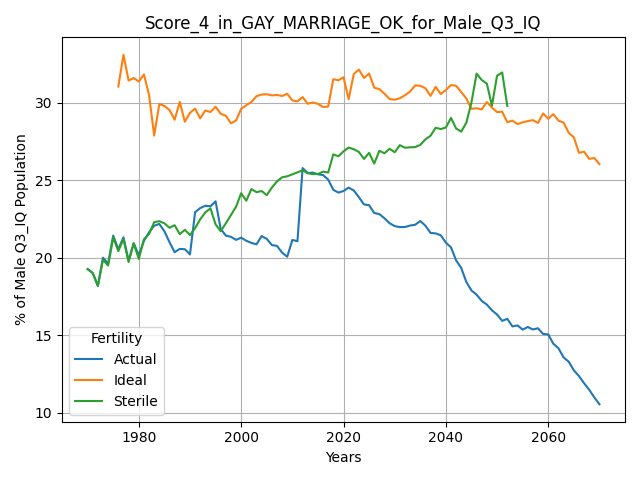 Score_4_in_GAY_MARRIAGE_OK_for_Male_Q3_IQ
% of Male Q3_IQ Population
30
25
20
15
10
Fertility
Actual
Ideal
Sterile
1980 2000 2020 2040 2060
Years